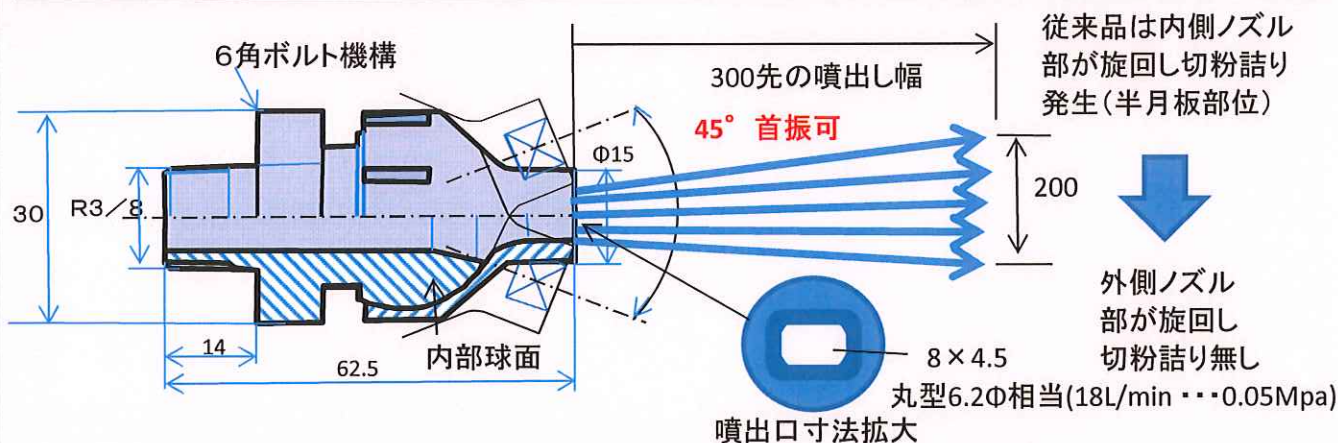 6角ボルト機構
300先の噴出し幅
45° 首振可
従来品は内側ノズル
部が旋回し切粉詰り
発生(半月板部位)
Φ15
200
30
R3/8
外側ノズル
部が旋回し
切粉詰り無し
14
62.5
内部球面
8×4.5
丸型6.2Φ相当(18L/min ・・・0.05Mpa)
噴出口寸法拡大